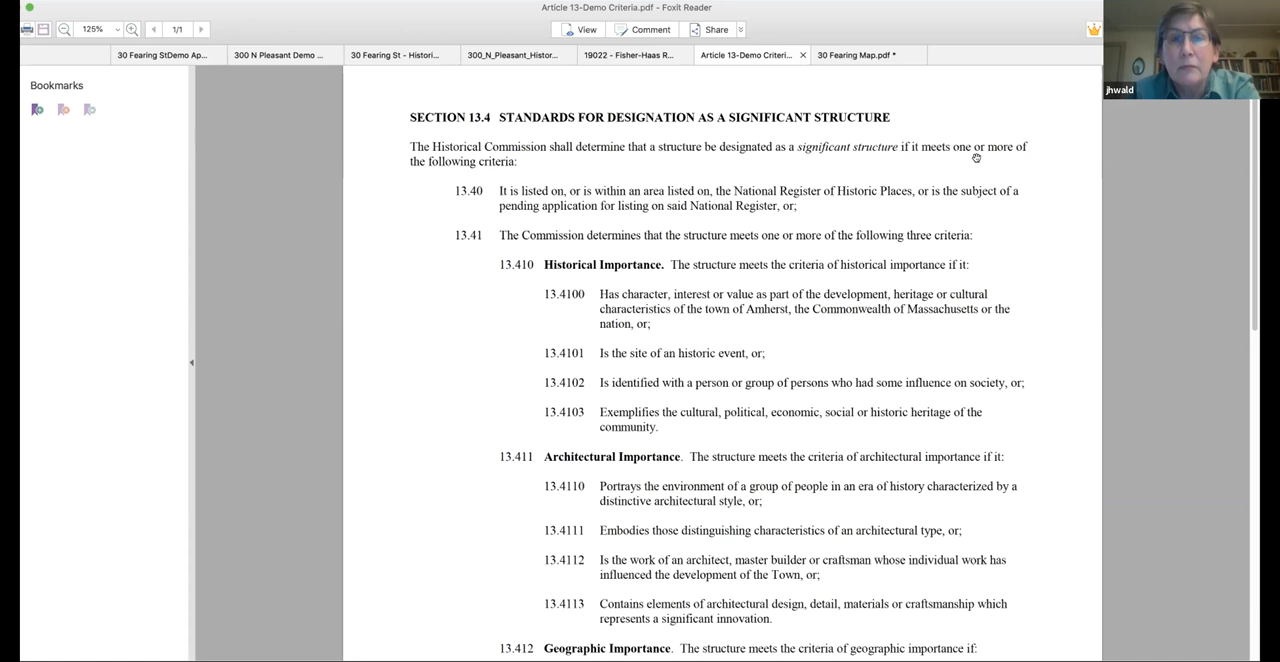 Article 13-Demo Criteria.pdf - Foxit Reader
125% 1/1 View Comment Share
30 Fearing StDemo Ap... 300 N Pleasant Demo ... 30 Fearing St - Histori... 300_N_Pleasant_Histor... 19022 - Fisher-Haas R... Article 13-Demo Criteri... 30 Fearing Map.pdf *
jhwald
Bookmarks
SECTION 13.4 STANDARDS FOR DESIGNATION AS A SIGNIFICANT STRUCTURE
The Historical Commission shall determine that a structure be designated as a significant structure if it meets one or more of
the following criteria:
13.40 It is listed on, or is within an area listed on, the National Register of Historic Places, or is the subject of a
pending application for listing on said National Register, or;
13.41 The Commission determines that the structure meets one or more of the following three criteria:
13.410 Historical Importance. The structure meets the criteria of historical importance if it:
13.4100 Has character, interest or value as part of the development, heritage or cultural
characteristics of the town of Amherst, the Commonwealth of Massachusetts or the
nation, or;
13.4101 Is the site of an historic event, or;
13.4102 Is identified with a person or group of persons who had some influence on society, or;
13.4103 Exemplifies the cultural, political, economic, social or historic heritage of the
community.
13.411 Architectural Importance. The structure meets the criteria of architectural importance if it:
13.4110 Portrays the environment of a group of people in an era of history characterized by a
distinctive architectural style, or;
13.4111 Embodies those distinguishing characteristics of an architectural type, or;
13.4112 Is the work of an architect, master builder or craftsman whose individual work has
influenced the development of the Town, or;
13.4113 Contains elements of architectural design, detail, materials or craftsmanship which
represents a significant innovation.
13.412 Geographic Importance. The structure meets the criteria of geographic importance if: